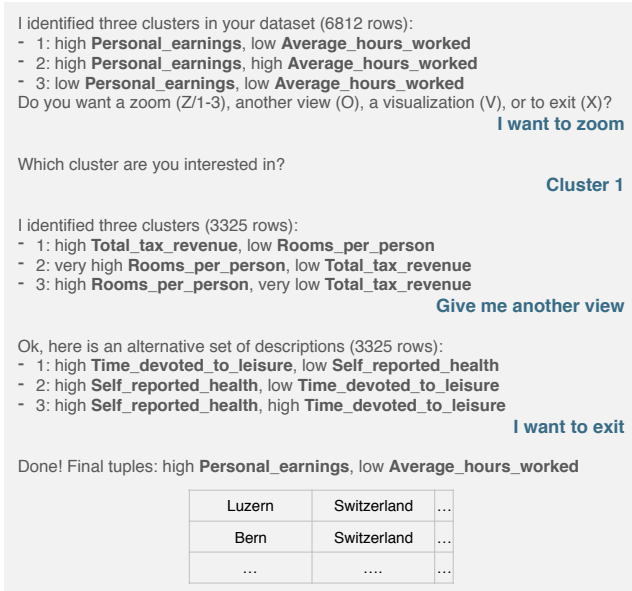 I identified three clusters in your dataset (6812 rows):
- 1: high Personal_earnings, low Average_hours_worked
- 2: high Personal_earnings, high Average_hours_worked
- 3: low Personal_earnings, low Average_hours_worked
Do you want a zoom (Z/1-3), another view (O), a visualization (V), or to exit (X)?
I want to zoom
Which cluster are you interested in?
Cluster 1
I identified three clusters (3325 rows):
- 1: high Total_tax_revenue, low Rooms_per_person
- 2: very high Rooms_per_person, low Total_tax_revenue
- 3: high Rooms_per_person, very low Total_tax_revenue
Give me another view
Ok, here is an alternative set of descriptions (3325 rows):
- 1: high Time_devoted_to_leisure, low Self_reported_health
- 2: high Self_reported_health, low Time_devoted_to_leisure
- 3: high Self_reported_health, high Time_devoted_to_leisure
I want to exit
Done! Final tuples: high Personal_earnings, low Average_hours_worked
Luzern Switzerland ...
Bern Switzerland ...
... .... ...